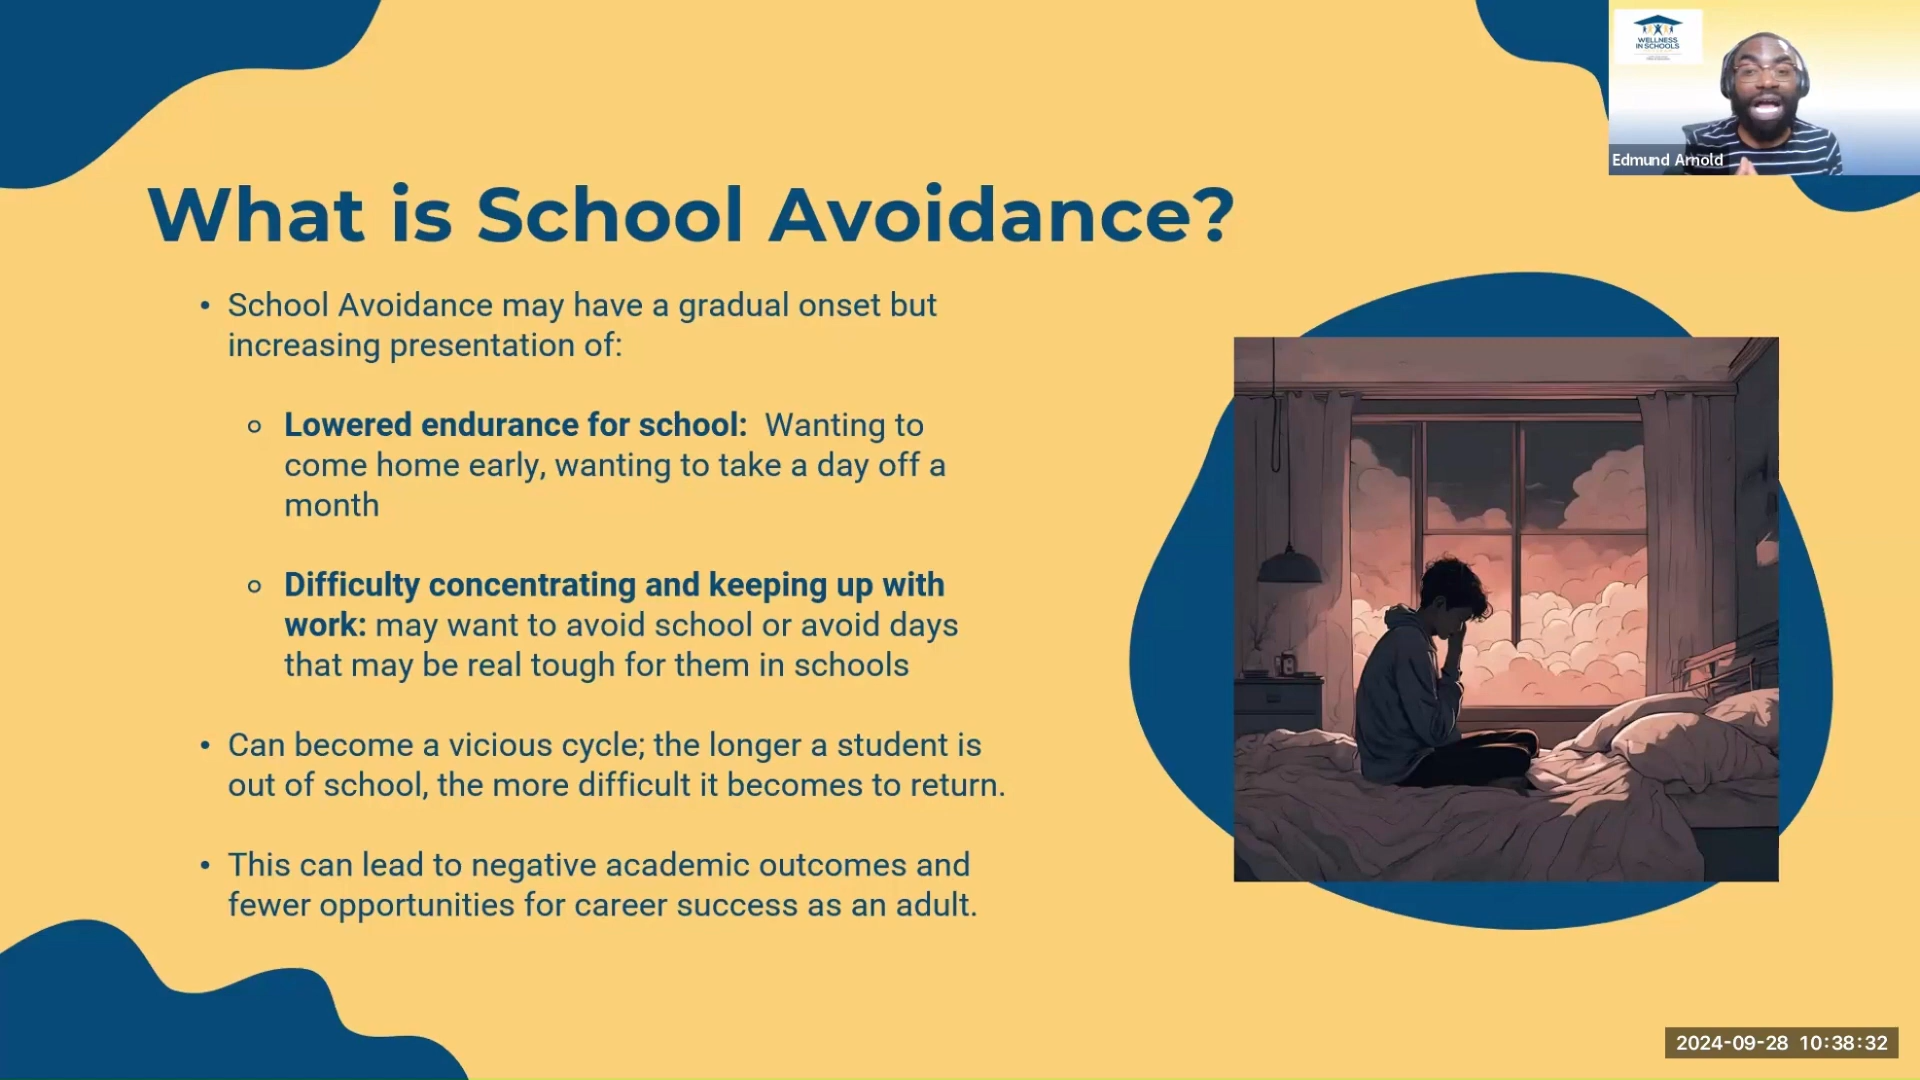 WELLNESS
IN SCHOOLS
Edmund Arnold
What is School Avoidance?
• School Avoidance may have a gradual onset but
increasing presentation of:
Lowered endurance for school: Wanting to
come home early, wanting to take a day off a
month
Difficulty concentrating and keeping up with
work: may want to avoid school or avoid days
that may be real tough for them in schools
• Can become a vicious cycle; the longer a student is
out of school, the more difficult it becomes to return.
• This can lead to negative academic outcomes and
fewer opportunities for career success as an adult.
2024-09-28 10:38:32